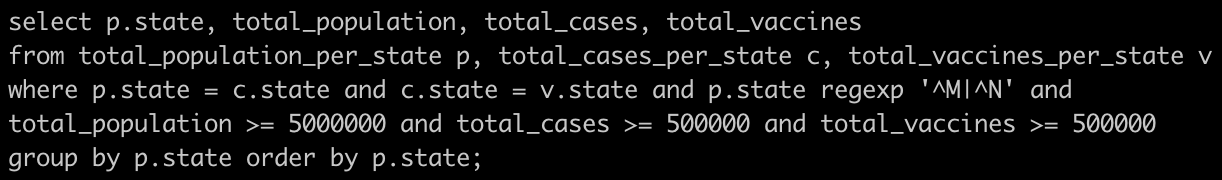 select p.state, total_population, total_cases, total_vaccines
from total_population_per_state p, total_cases_per_state c, total_vaccines_per_state v
where p.state = c.state and c.state = v.state and p.state regexp '^M|^N' and
total_population >= 5000000 and total_cases >= 500000 and total_vaccines >= 500000
group by p.state order by p.state;